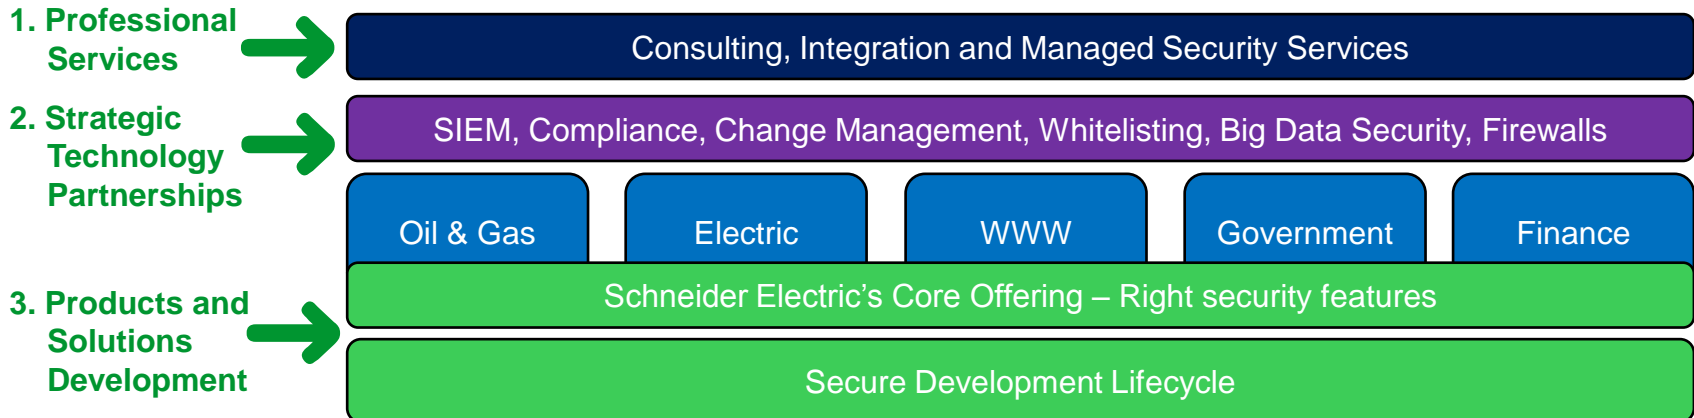 1. Professional
Services
Consulting, Integration and Managed Security Services
2. Strategic
Technology
Partnerships
SIEM, Compliance, Change Management, Whitelisting, Big Data Security, Firewalls
Oil & Gas
Electric
WWW
Government
Finance
3. Products and
Solutions
Development
Schneider Electric’s Core Offering – Right security features
Secure Development Lifecycle